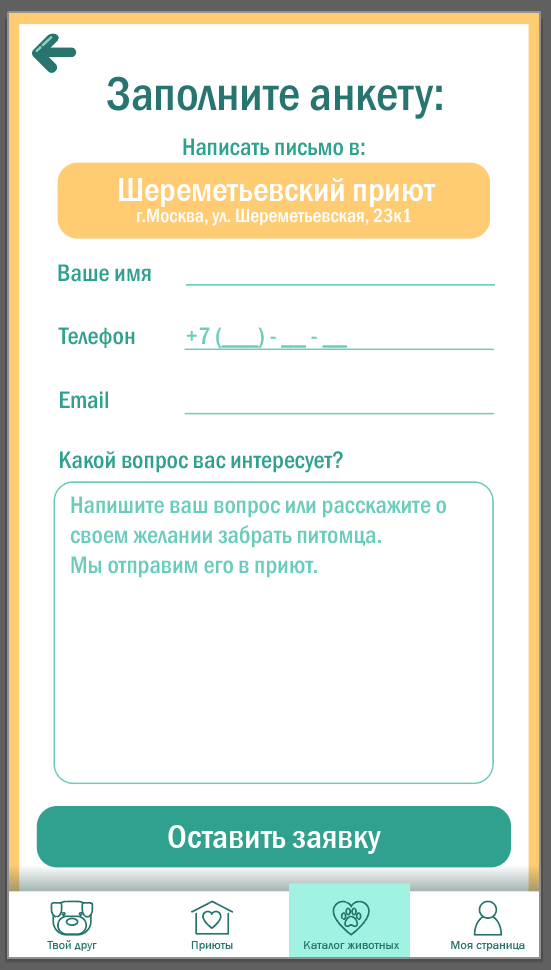 Заполните анкету:
Написать письмо в:
Шереметьевский приют
г.Москва, ул. Шереметьевская, 23к1
Ваше имя
Телефон +7 (___) - __ - __
Email
Какой вопрос вас интересует?
Напишите ваш вопрос или расскажите о
своем желании забрать питомца.
Мы отправим его в приют.
Оставить заявку
Твой друг Приюты Каталог животных Моя страница